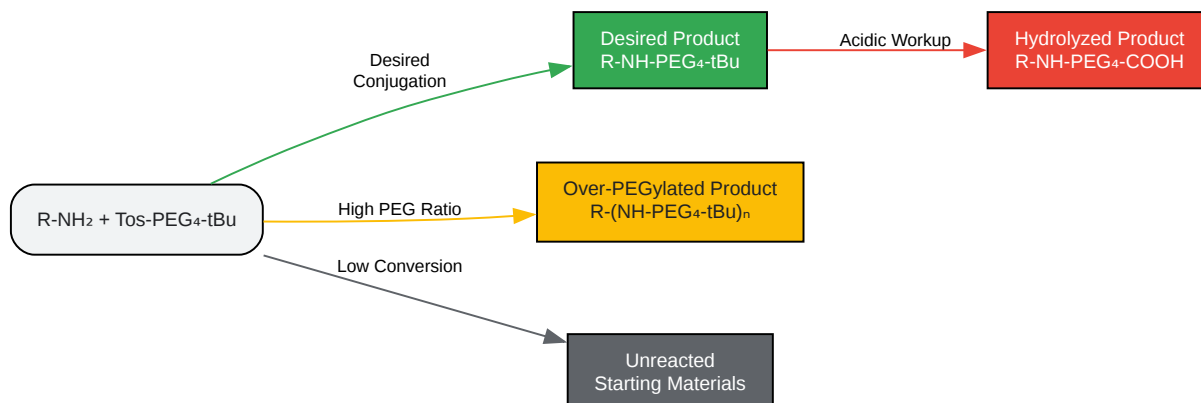 Desired Product
R-NH-PEG₄-tBu
Acidic Workup
Hydrolyzed Product
R-NH-PEG₄-COOH
Desired
Conjugation
R-NH₂ + Tos-PEG₄-tBu
High PEG Ratio
Over-PEGylated Product
R-(NH-PEG₄-tBu)ₙ
Low Conversion
Unreacted
Starting Materials